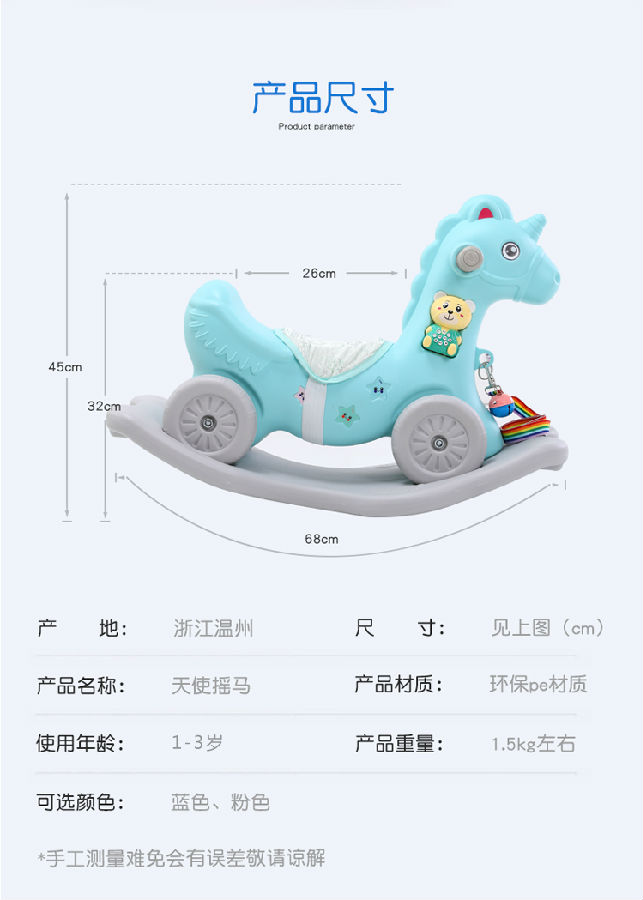 产品尺寸
Product parameter
26cm
45cm
32cm
68cm
产 地: 浙江温州 尺 寸: 见上图（cm）
产品名称: 天使摇马 产品材质: 环保pe材质
使用年龄: 1-3岁 产品重量: 1.5kg左右
可选颜色: 蓝色、粉色
*手工测量难免会有误差敬请谅解